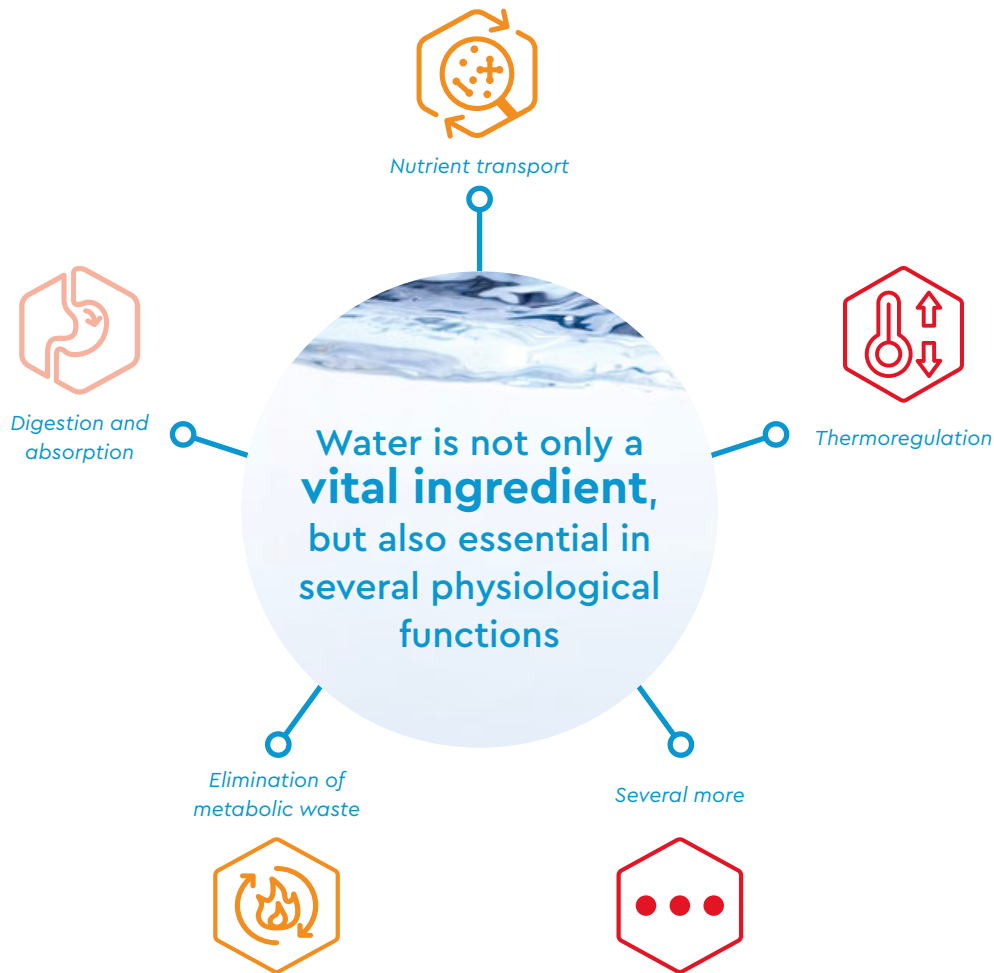 Nutrient transport
Digestion and
absorption
Thermoregulation
Water is not only a
vital ingredient,
but also essential in
several physiological
functions
Elimination of
metabolic waste
Several more